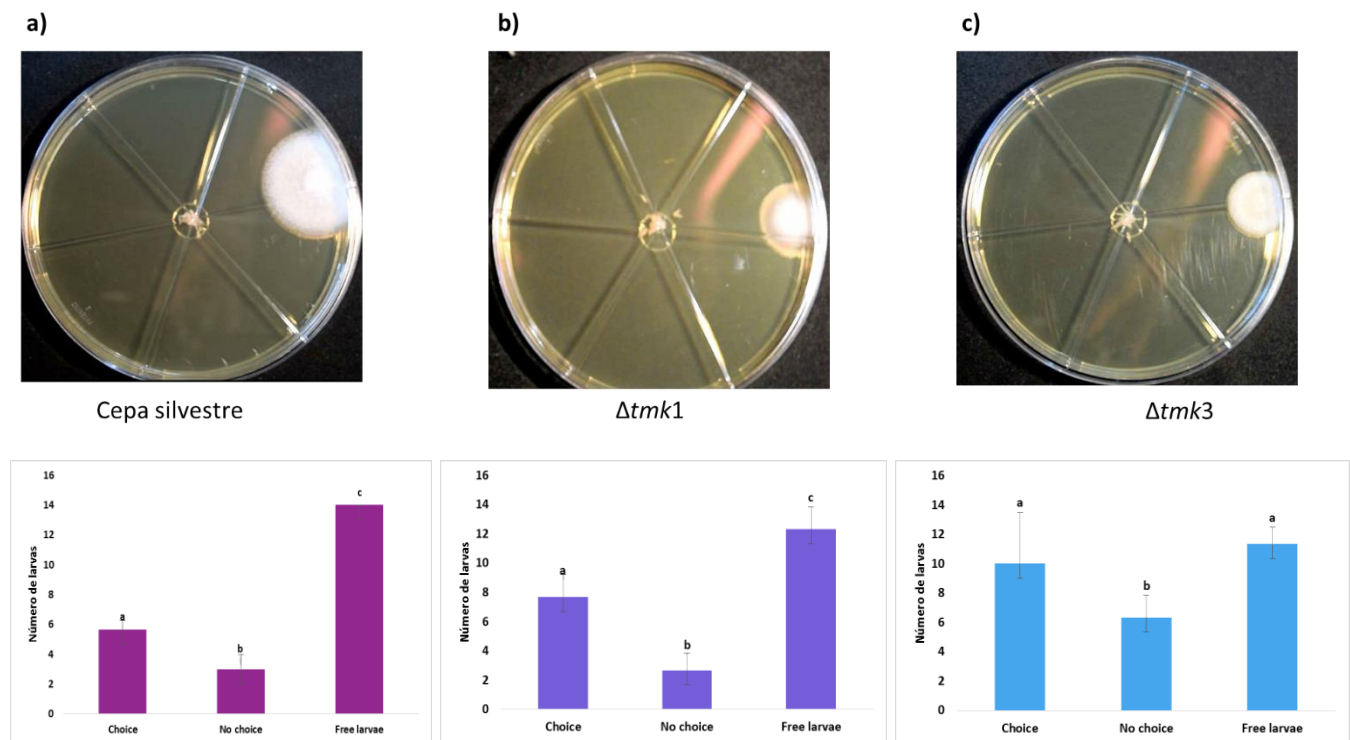 a)
b)
c)
Cepa silvestre
Δtmk1
Δtmk3
Número de larvas
16
14
12
10
8
6
4
2
0
a
b
c
Choice
No choice
Free larvae
Número de larvas
16
14
12
10
8
6
4
2
0
a
b
c
Choice
No choice
Free larvae
Número de larvas
16
14
12
10
8
6
4
2
0
a
b
a
Choice
No choice
Free larvae